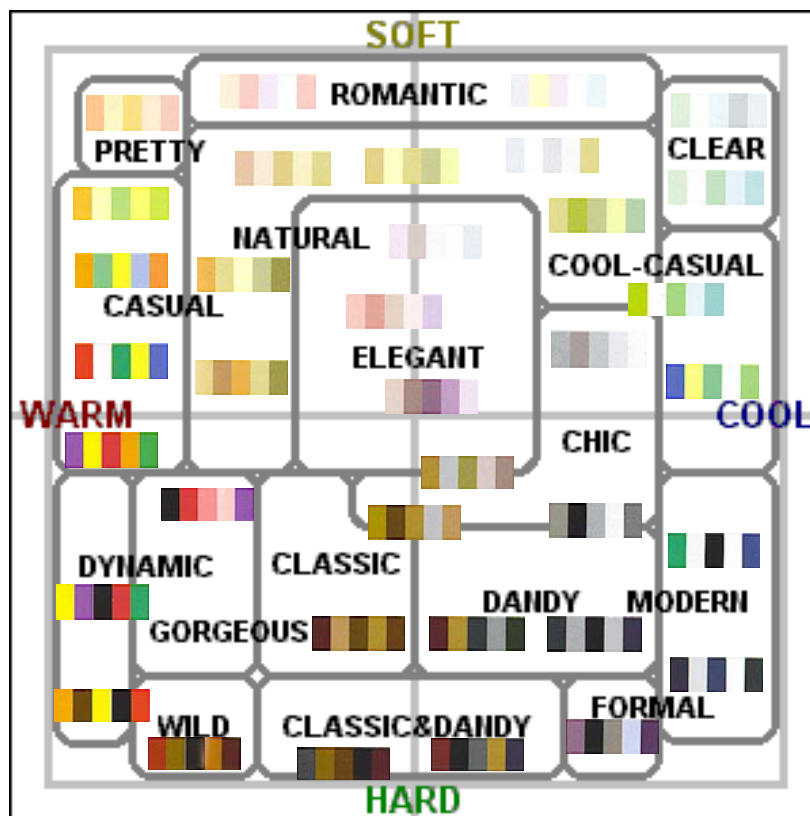 SOFT
ROMANTIC
PRETTY
CLEAR
NATURAL
COOL-CASUAL
CASUAL
ELEGANT
WARM
COOL
CHIC
DYNAMIC
CLASSIC
DANDY
MODERN
GORGEOUS
FORMAL
WILD
CLASSIC&DANDY
HARD